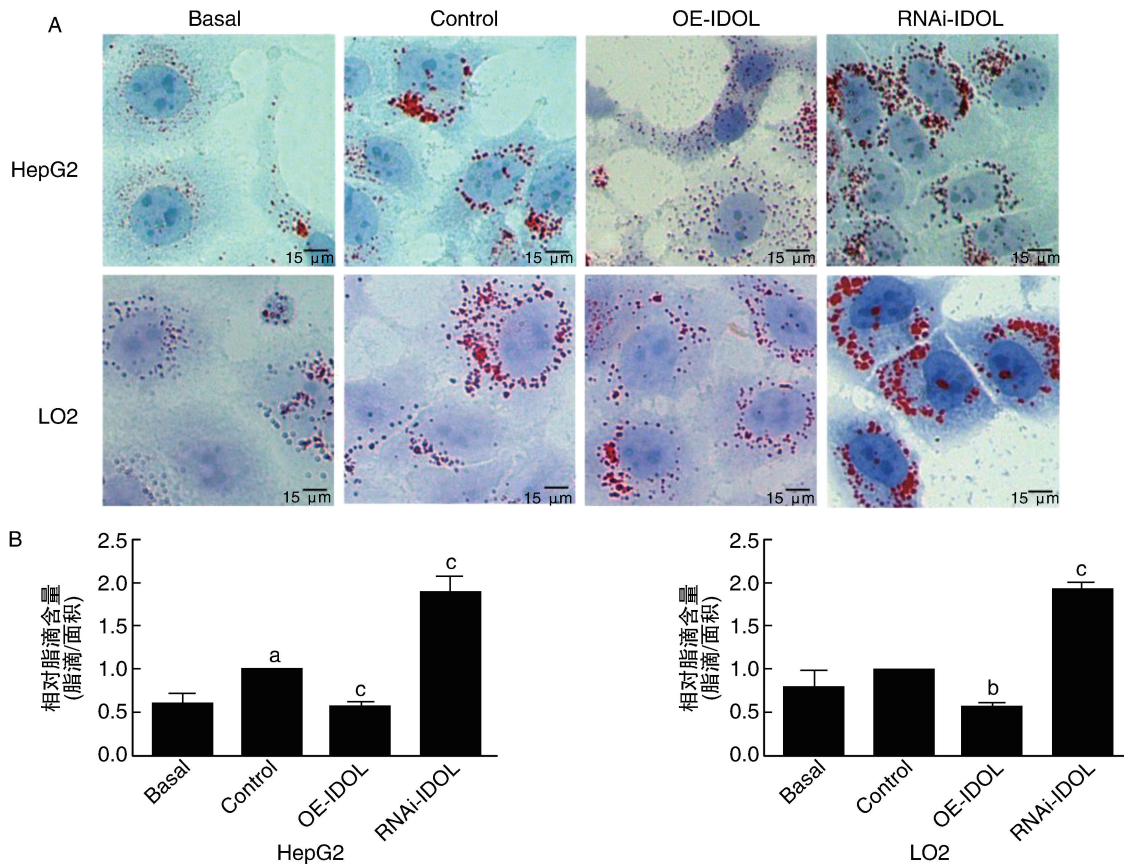 A
Basal
Control
OE-IDOL
RNAi-IDOL
HepG2
15 μm
15 μm
15 μm
15 μm
LO2
15 μm
15 μm
15 μm
15 μm
B
相对脂滴含量
(脂滴/面积)
2.5
2.0
1.5
1.0
0.5
0.0
a
c
c
Basal
Control
OE-IDOL
RNAi-IDOL
HepG2
相对脂滴含量
(脂滴/面积)
2.5
2.0
1.5
1.0
0.5
0.0
b
c
Basal
Control
OE-IDOL
RNAi-IDOL
LO2